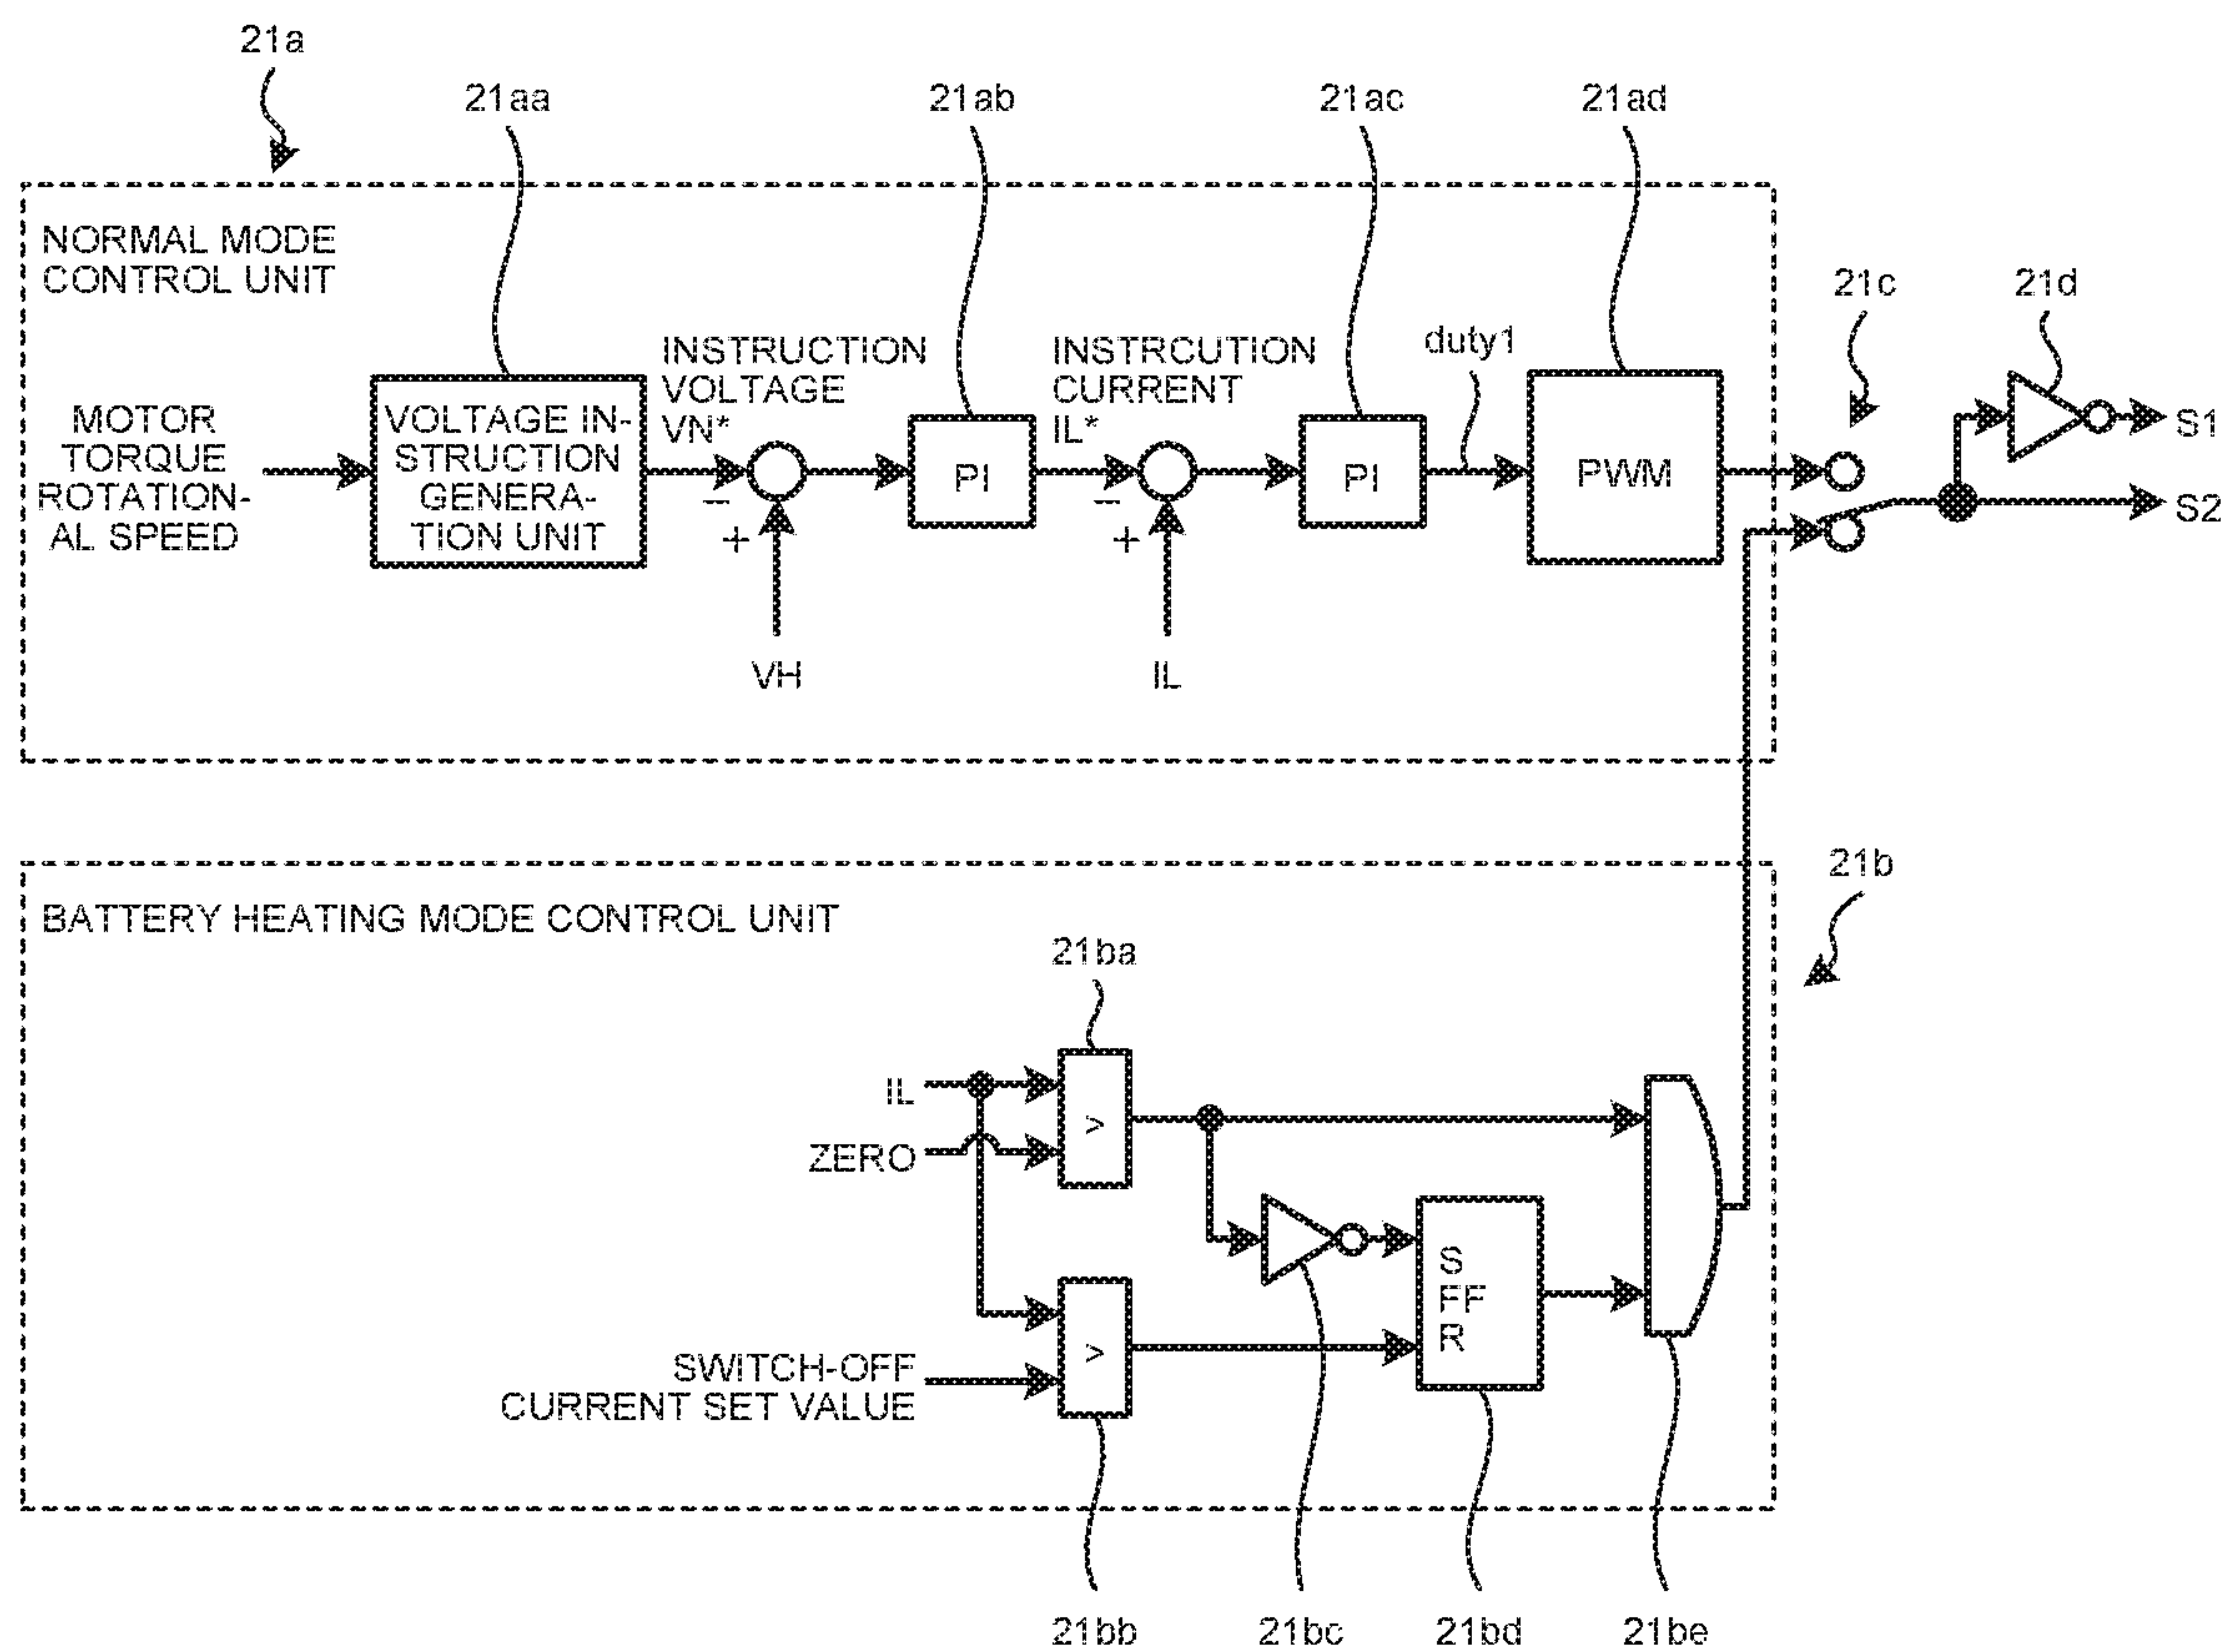 21a
21aa
21ab
21ac
21ad
NORMAL MODE
CONTROL UNIT
21c
21d
MOTOR
TORQUE
ROTATION-
AL SPEED
VOLTAGE IN-
STRUCTION
GENERA-
TION UNIT
INSTRUCTION
VOLTAGE
VN*
−
+
VH
PI
INSTRCUTION
CURRENT
IL*
−
+
IL
PI
duty1
PWM
S1
S2
21b
BATTERY HEATING MODE CONTROL UNIT
21ba
IL
ZERO
>
SWITCH-OFF
CURRENT SET VALUE
>
S
FF
R
21bb
21bc
21bd
21be